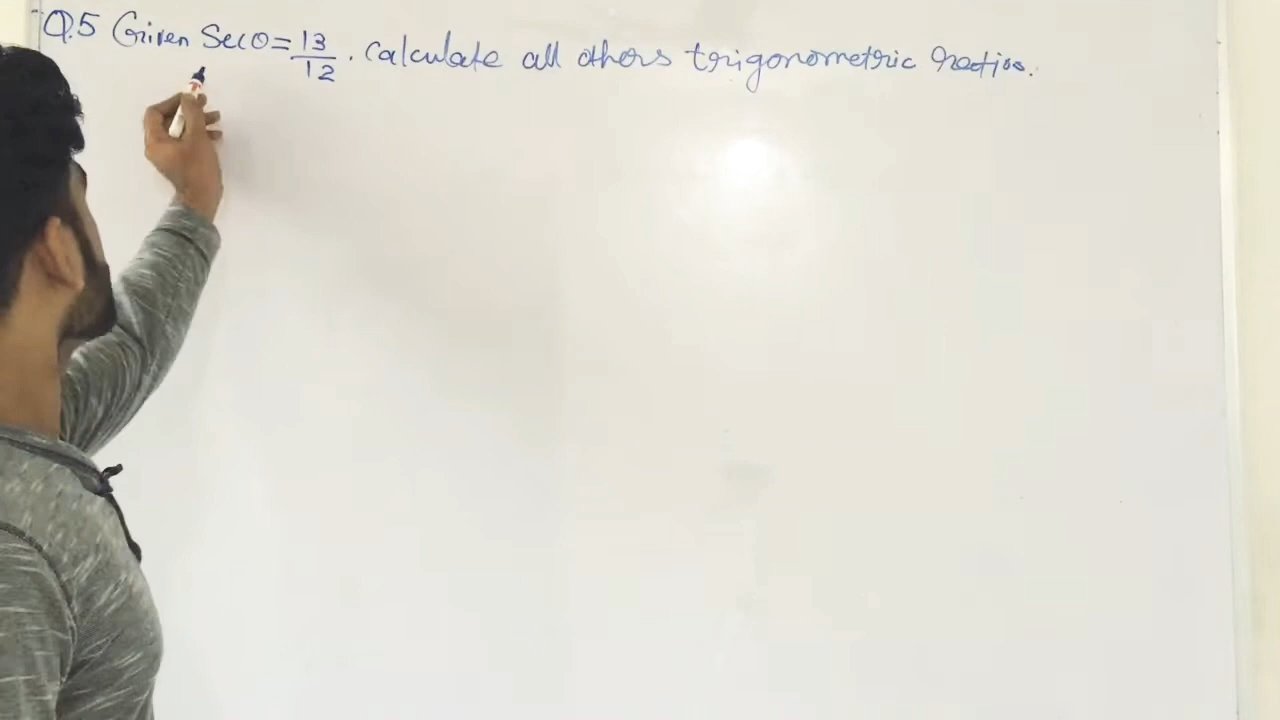 Q.5 Given Secθ = 13/12 . Calculate all others trigonometric ratios.